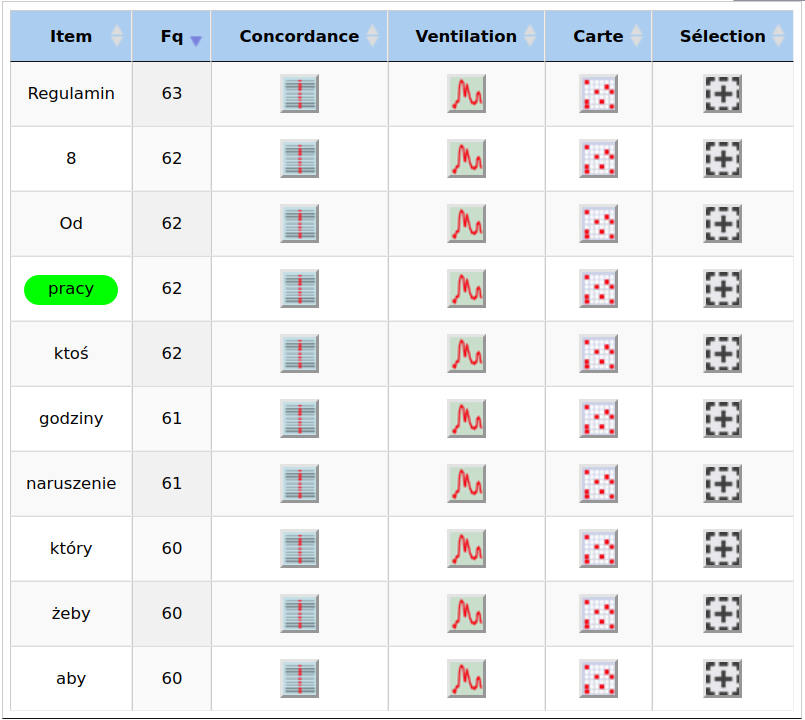 Item Fq Concordance Ventilation Carte Sélection
Regulamin 63
8 62
Od 62
pracy 62
ktoś 62
godziny 61
naruszenie 61
który 60
żeby 60
aby 60